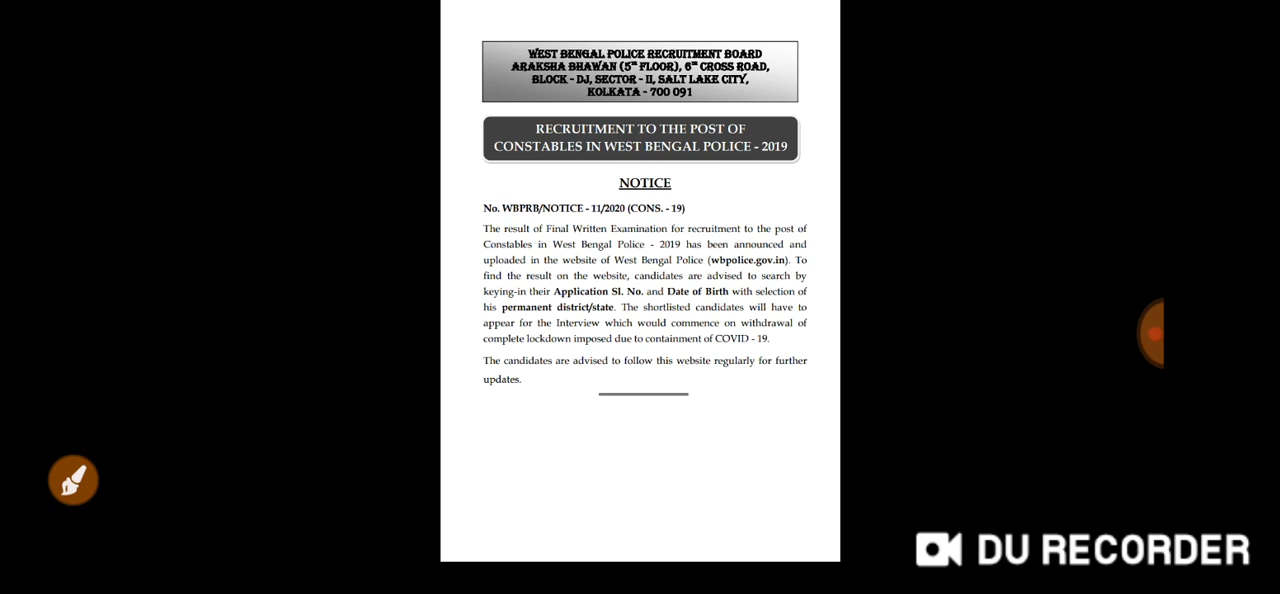 WEST BENGAL POLICE RECRUITMENT BOARD
ARAKSHA BHAWAN (5TH FLOOR), 6TH CROSS ROAD,
BLOCK - DJ, SECTOR - II, SALT LAKE CITY,
KOLKATA - 700 091
RECRUITMENT TO THE POST OF
CONSTABLES IN WEST BENGAL POLICE - 2019
NOTICE
No. WBPRB/NOTICE - 11/2020 (CONS. - 19)
The result of Final Written Examination for recruitment to the post of
Constables in West Bengal Police - 2019 has been announced and
uploaded in the website of West Bengal Police (wbpolice.gov.in). To
find the result on the website, candidates are advised to search by
keying-in their Application Sl. No. and Date of Birth with selection of
his permanent district/state. The shortlisted candidates will have to
appear for the Interview which would commence on withdrawal of
complete lockdown imposed due to containment of COVID - 19.
The candidates are advised to follow this website regularly for further
updates.
DU RECORDER